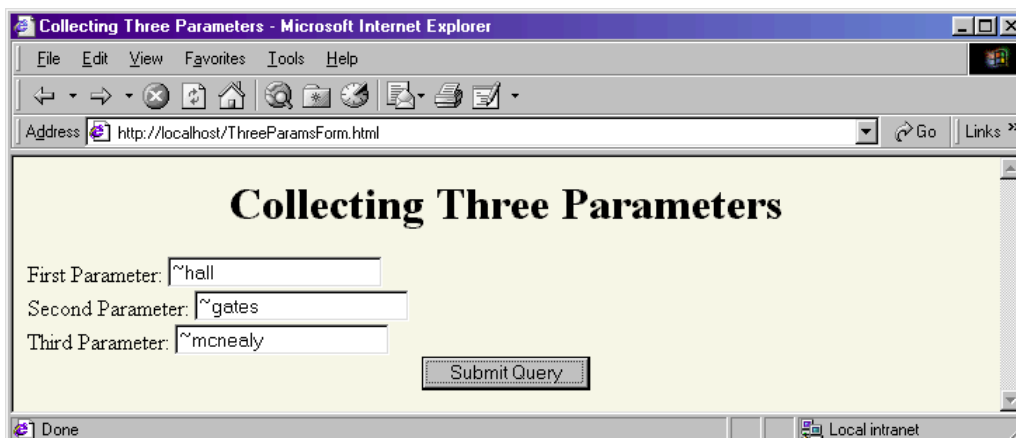 Collecting Three Parameters - Microsoft Internet Explorer
File Edit View Favorites Tools Help
Address http://localhost/ThreeParamsForm.html Go Links »
Collecting Three Parameters
First Parameter: ~hall
Second Parameter: ~gates
Third Parameter: ~mcnealy
Submit Query
Done Local intranet